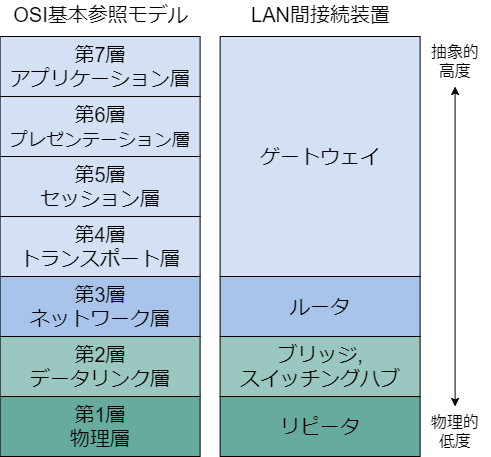 OSI基本参照モデル
LAN間接続装置
第7層
アプリケーション層
第6層
プレゼンテーション層
第5層
セッション層
第4層
トランスポート層
第3層
ネットワーク層
第2層
データリンク層
第1層
物理層
ゲートウェイ
ルータ
ブリッジ,
スイッチングハブ
リピータ
抽象的
高度
物理的
低度